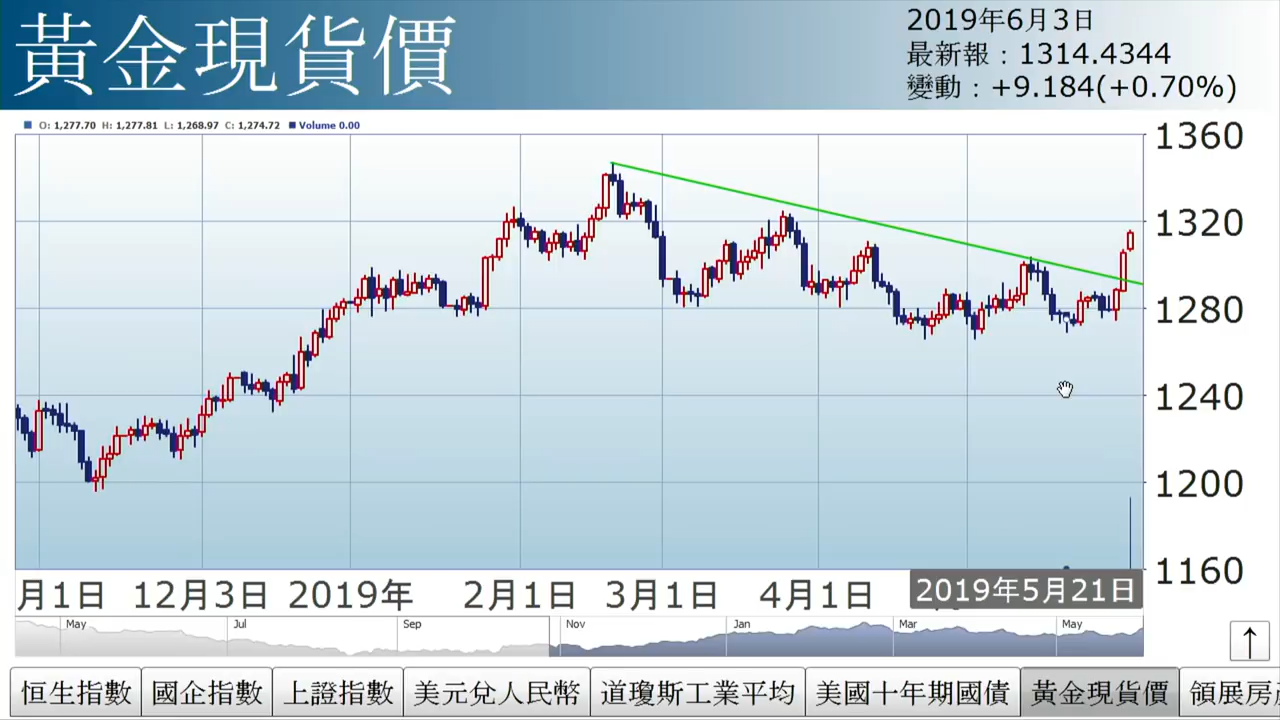 黃金現貨價
2019年6月3日
最新報：1314.4344
變動：+9.184(+0.70%)
O: 1,277.70 H: 1,277.81 L: 1,268.97 C: 1,274.72 Volume 0.00
1360
1320
1280
1240
1200
1160
月1日 12月3日 2019年 2月1日 3月1日 4月1日 2019年5月21日
May Jul Sep Nov Jan Mar May
恒生指數 國企指數 上證指數 美元兌人民幣 道瓊斯工業平均 美國十年期國債 黃金現貨價 領展房